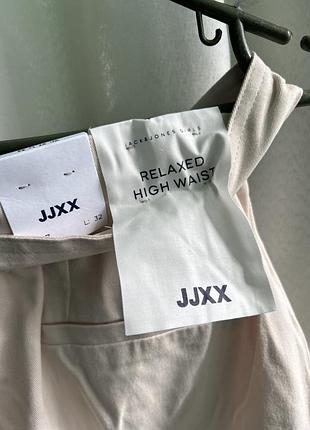 JACK&JONES GIRLS
RELAXED
HIGH WAIST
JJXX
JJXX
L: 32